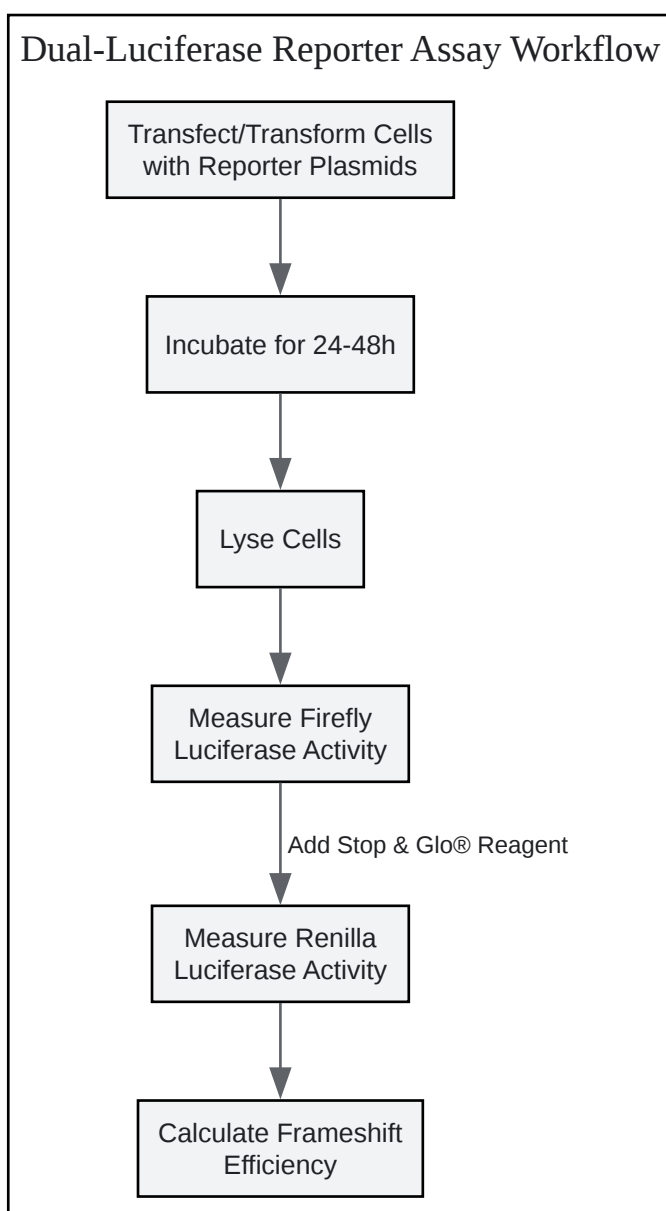 Dual-Luciferase Reporter Assay Workflow
Transfect/Transform Cells
with Reporter Plasmids
Incubate for 24-48h
Lyse Cells
Measure Firefly
Luciferase Activity
Add Stop & Glo® Reagent
Measure Renilla
Luciferase Activity
Calculate Frameshift
Efficiency